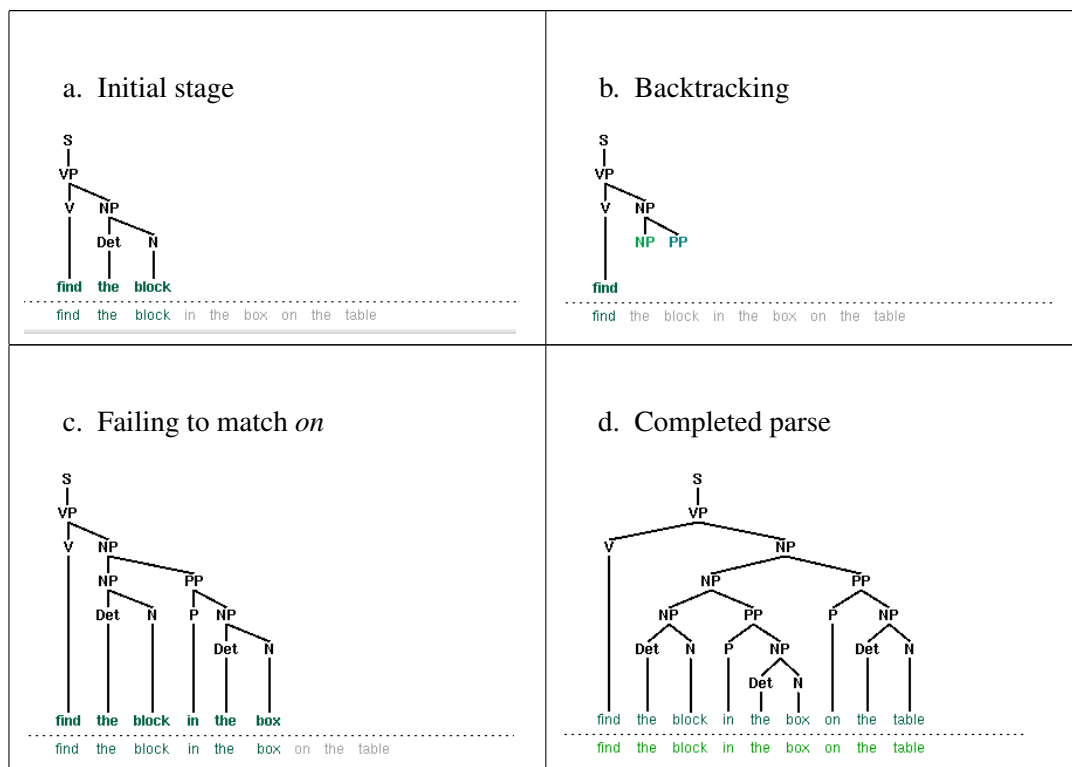 a. Initial stage
S
VP
V NP
Det N
find the block
find the block in the box on the table
b. Backtracking
S
VP
V NP
NP PP
find
find the block in the box on the table
c. Failing to match on
S
VP
V NP
NP PP
Det N P NP
Det N
find the block in the box
find the block in the box on the table
d. Completed parse
S
VP
V NP
NP PP
NP PP P NP
Det N P NP Det N
Det N
find the block in the box on the table
find the block in the box on the table